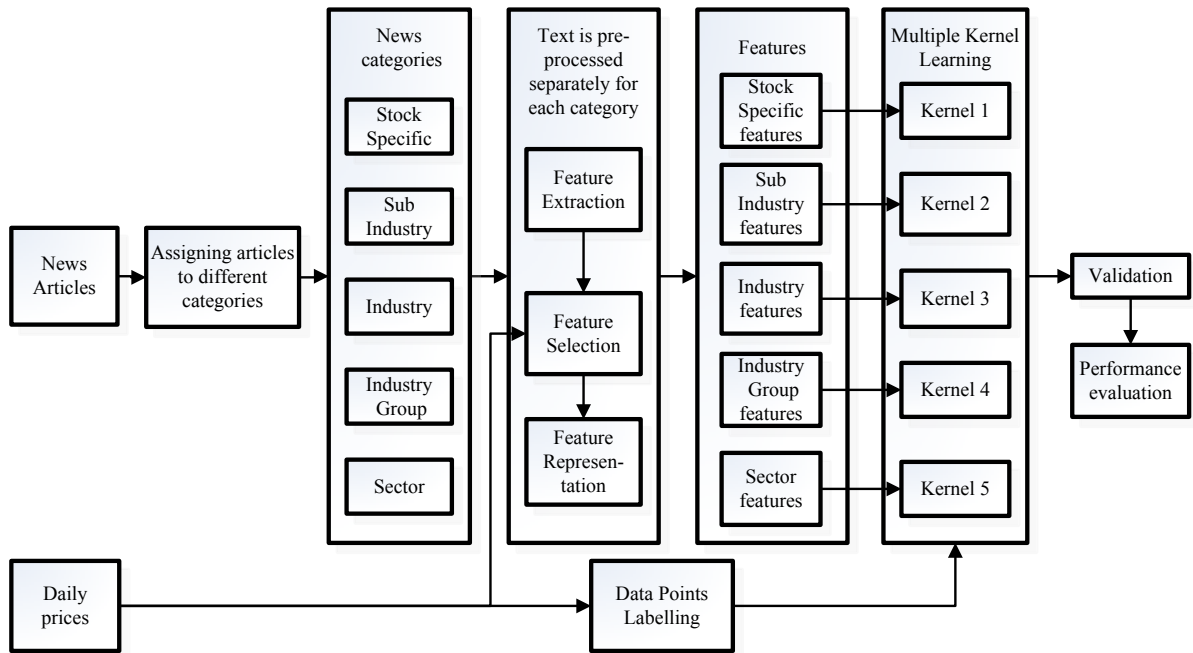 News
Articles
Assigning articles
to different
categories
News
categories
Stock
Specific
Sub
Industry
Industry
Industry
Group
Sector
Text is pre-
processed
separately for
each category
Feature
Extraction
Feature
Selection
Feature
Represen-
tation
Features
Stock
Specific
features
Sub
Industry
features
Industry
features
Industry
Group
features
Sector
features
Multiple Kernel
Learning
Kernel 1
Kernel 2
Kernel 3
Kernel 4
Kernel 5
Validation
Performance
evaluation
Daily
prices
Data Points
Labelling